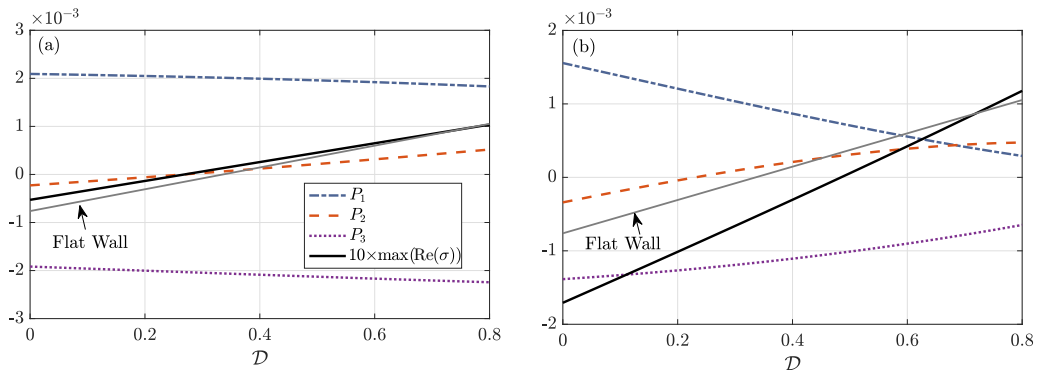 ×10⁻³
(a)
3
2
1
0
-1
-2
-3
Flat Wall
P₁
P₂
P₃
10×max(Re(σ))
0
0.2
0.4
0.6
0.8
𝒟
×10⁻³
(b)
2
1
0
-1
-2
Flat Wall
0
0.2
0.4
0.6
0.8
𝒟